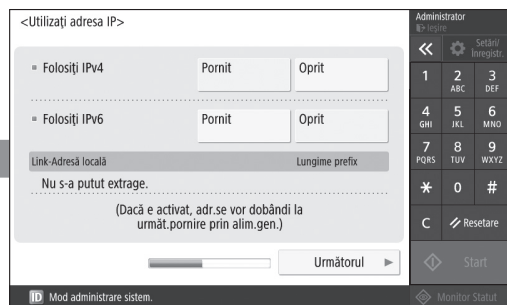 <Utilizați adresa IP>
Folosiți IPv4 Pornit Oprit
Folosiți IPv6 Pornit Oprit
Link-Adresă locală Lungime prefix
Nu s-a putut extrage.
(Dacă e activat, adr.se vor dobândi la
următ.pornire prin alim.gen.)
Următorul
ID Mod administrare sistem.
Administrator
Ieșire
Setări/
Înregistr.
1 2 3
ABC DEF
4 5 6
GHI JKL MNO
7 8 9
PQRS TUV WXYZ
* 0 #
C Resetare
Start
Monitor Statut